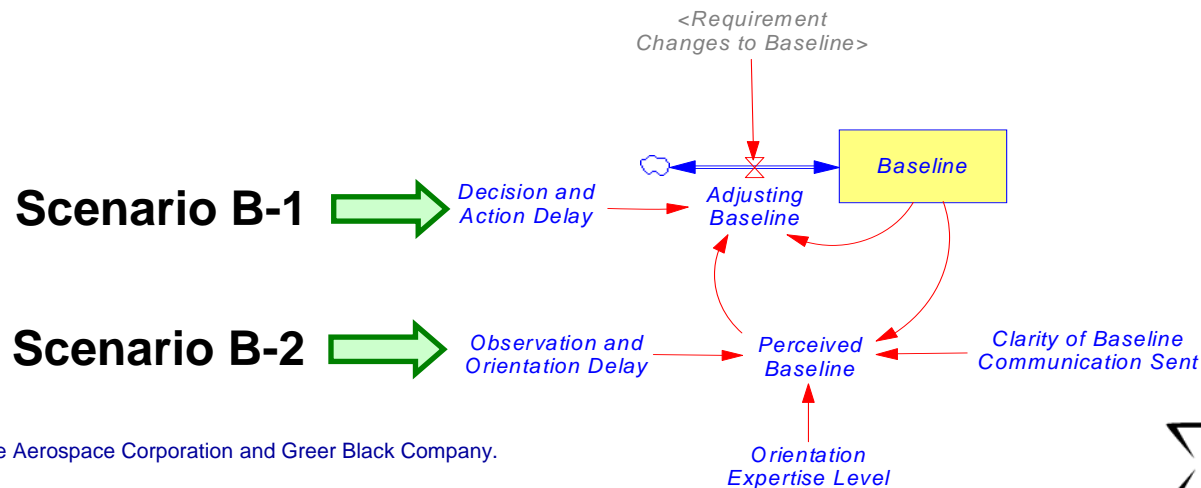 <Requirement
Changes to Baseline>
Baseline
Scenario B-1
Decision and
Action Delay
Adjusting
Baseline
Scenario B-2
Observation and
Orientation Delay
Perceived
Baseline
Clarity of Baseline
Communication Sent
Orientation
Expertise Level
Aerospace Corporation and Greer Black Company.